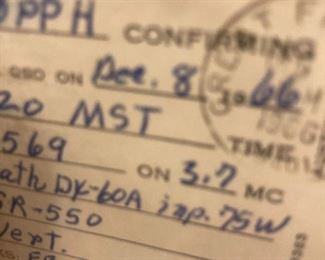 PPH CONFIRMING
QSO ON Dec. 8 1966
20 MST TIME
569 ON 3.7 MC
ath DX-60A inp. 75W
SR-550
Vert.